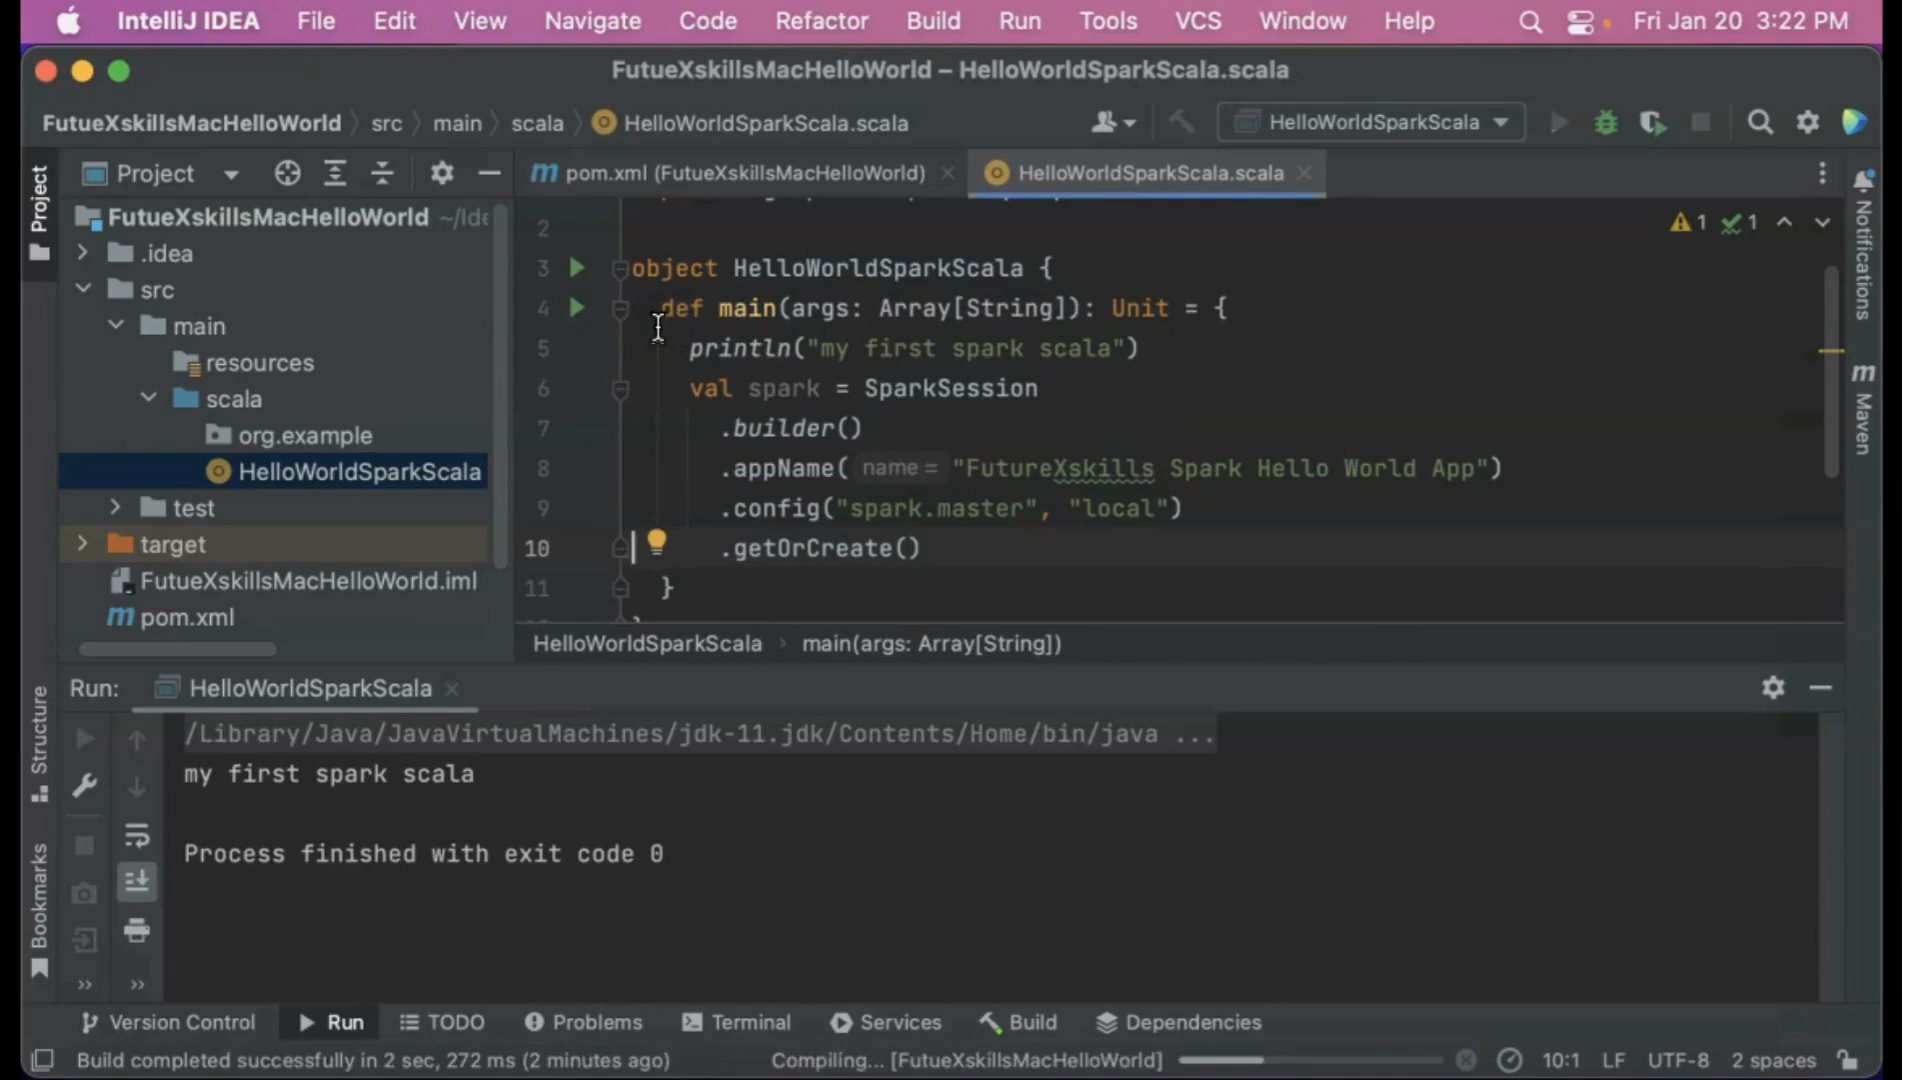 IntelliJ IDEA File Edit View Navigate Code Refactor Build Run Tools VCS Window Help Fri Jan 20 3:22 PM
FutueXskillsMacHelloWorld – HelloWorldSparkScala.scala
FutueXskillsMacHelloWorld src main scala HelloWorldSparkScala.scala HelloWorldSparkScala
Project
Project
pom.xml (FutueXskillsMacHelloWorld)
HelloWorldSparkScala.scala
FutueXskillsMacHelloWorld ~/Ide
.idea
src
main
resources
scala
org.example
HelloWorldSparkScala
test
target
FutueXskillsMacHelloWorld.iml
pom.xml
1 1
2
3 object HelloWorldSparkScala {
4 def main(args: Array[String]): Unit = {
5 println("my first spark scala")
6 val spark = SparkSession
7 .builder()
8 .appName( name = "FutureXskills Spark Hello World App")
9 .config("spark.master", "local")
10 .getOrCreate()
11 }
HelloWorldSparkScala main(args: Array[String])
Notifications
Maven
Run: HelloWorldSparkScala
Structure
Bookmarks
/Library/Java/JavaVirtualMachines/jdk-11.jdk/Contents/Home/bin/java ...
my first spark scala
Process finished with exit code 0
Version Control Run TODO Problems Terminal Services Build Dependencies
Build completed successfully in 2 sec, 272 ms (2 minutes ago) Compiling... [FutueXskillsMacHelloWorld] 10:1 LF UTF-8 2 spaces